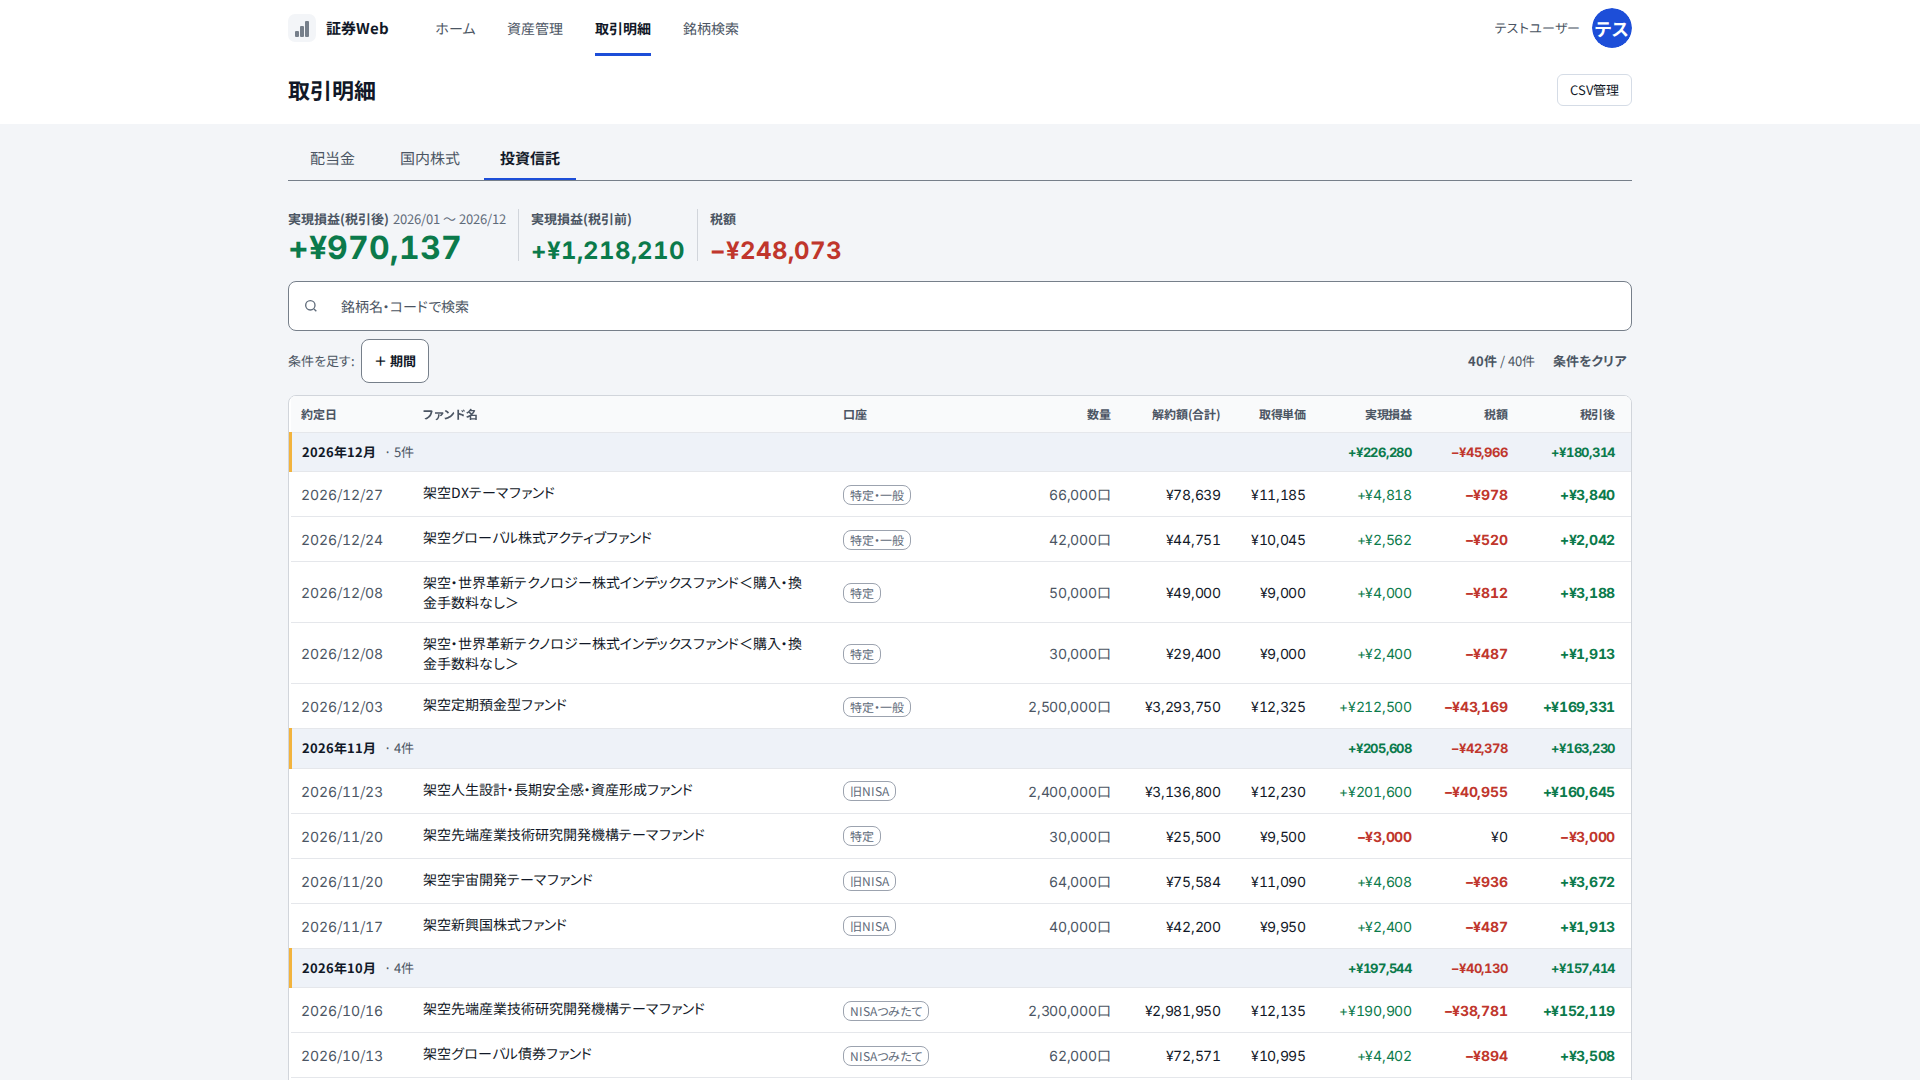 証券Web ホーム 資産管理 取引明細 銘柄検索 テストユーザー テス
取引明細 CSV管理
配当金 国内株式 投資信託
実現損益(税引後) 2026/01 〜 2026/12 実現損益(税引前) 税額
+¥970,137 +¥1,218,210 −¥248,073
銘柄名・コードで検索
条件を足す: + 期間 40件 / 40件 条件をクリア
約定日 ファンド名 口座 数量 解約額(合計) 取得単価 実現損益 税額 税引後
2026年12月 · 5件 +¥226,280 −¥45,966 +¥180,314
2026/12/27 架空DXテーマファンド 特定・一般 66,000口 ¥78,639 ¥11,185 +¥4,818 −¥978 +¥3,840
2026/12/24 架空グローバル株式アクティブファンド 特定・一般 42,000口 ¥44,751 ¥10,045 +¥2,562 −¥520 +¥2,042
2026/12/08 架空・世界革新テクノロジー株式インデックスファンド＜購入・換
金手数料なし＞ 特定 50,000口 ¥49,000 ¥9,000 +¥4,000 −¥812 +¥3,188
2026/12/08 架空・世界革新テクノロジー株式インデックスファンド＜購入・換
金手数料なし＞ 特定 30,000口 ¥29,400 ¥9,000 +¥2,400 −¥487 +¥1,913
2026/12/03 架空定期預金型ファンド 特定・一般 2,500,000口 ¥3,293,750 ¥12,325 +¥212,500 −¥43,169 +¥169,331
2026年11月 · 4件 +¥205,608 −¥42,378 +¥163,230
2026/11/23 架空人生設計・長期安全感・資産形成ファンド 旧NISA 2,400,000口 ¥3,136,800 ¥12,230 +¥201,600 −¥40,955 +¥160,645
2026/11/20 架空先端産業技術研究開発機構テーマファンド 特定 30,000口 ¥25,500 ¥9,500 −¥3,000 ¥0 −¥3,000
2026/11/20 架空宇宙開発テーマファンド 旧NISA 64,000口 ¥75,584 ¥11,090 +¥4,608 −¥936 +¥3,672
2026/11/17 架空新興国株式ファンド 旧NISA 40,000口 ¥42,200 ¥9,950 +¥2,400 −¥487 +¥1,913
2026年10月 · 4件 +¥197,544 −¥40,130 +¥157,414
2026/10/16 架空先端産業技術研究開発機構テーマファンド NISAつみたて 2,300,000口 ¥2,981,950 ¥12,135 +¥190,900 −¥38,781 +¥152,119
2026/10/13 架空グローバル債券ファンド NISAつみたて 62,000口 ¥72,571 ¥10,995 +¥4,402 −¥894 +¥3,508